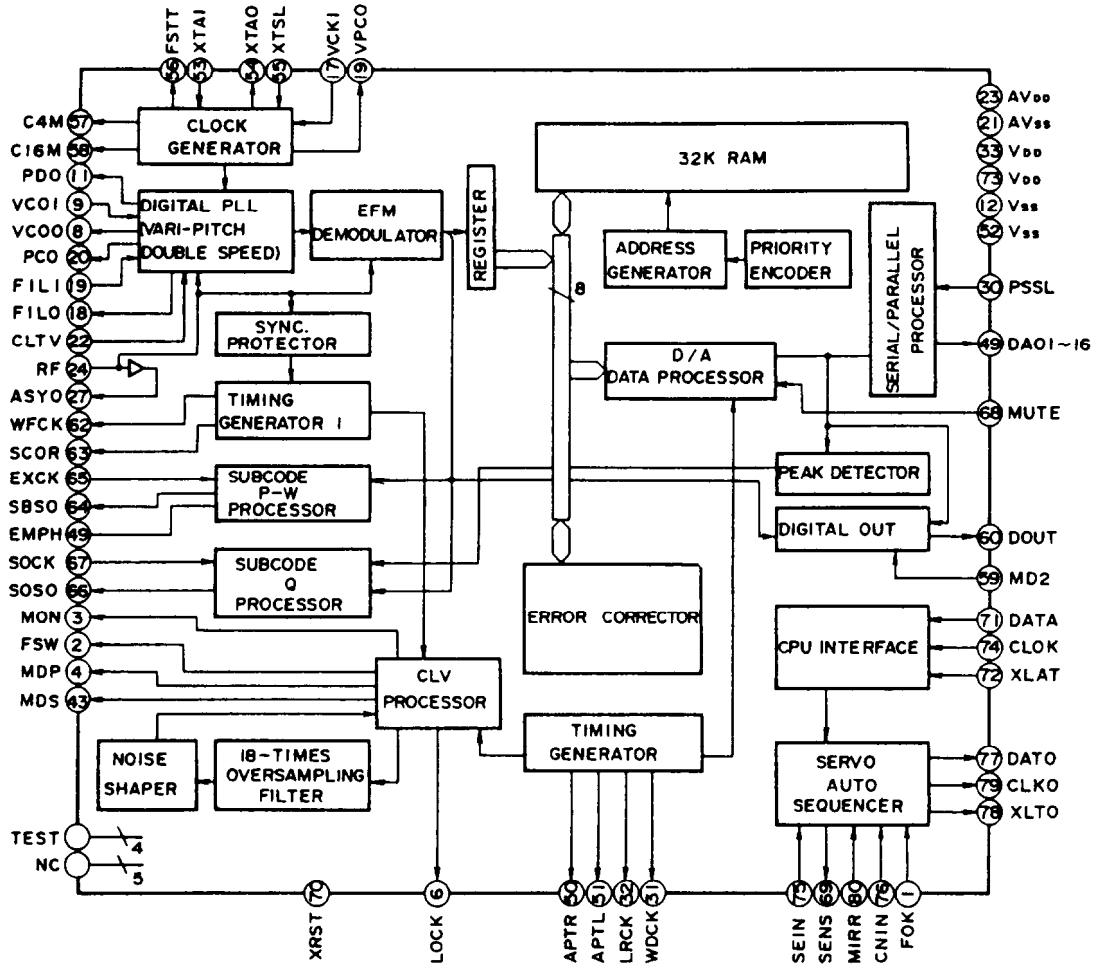 FSTT
XTAI
XTAO
XTSL
VCKI
VPCO
56
53
54
55
17
19
C4M 57
C16M 58
PDO 11
VCOI 9
VCOO 8
PCO 20
FILI 19
FILO 18
CLTV 22
RF 24
ASYO 27
WFCK 62
SCOR 63
EXCK 65
SBSO 64
EMPH 49
SOCK 67
SOSO 66
MON 3
FSW 2
MDP 4
MDS 43
TEST 4
NC 5
CLOCK
GENERATOR
DIGITAL PLL
(VARI-PITCH
DOUBLE SPEED)
EFM
DEMODULATOR
REGISTER
32K RAM
ADDRESS
GENERATOR
PRIORITY
ENCODER
8
SERIAL/PARALLEL
PROCESSOR
SYNC.
PROTECTOR
D/A
DATA PROCESSOR
TIMING
GENERATOR 1
SUBCODE
P-W
PROCESSOR
PEAK DETECTOR
DIGITAL OUT
SUBCODE
Q
PROCESSOR
ERROR CORRECTOR
CPU INTERFACE
CLV
PROCESSOR
TIMING
GENERATOR
NOISE
SHAPER
18-TIMES
OVERSAMPLING
FILTER
SERVO
AUTO
SEQUENCER
23 AVDD
21 AVSS
33 VDD
73 VDD
12 VSS
52 VSS
30 PSSL
49 DA01~16
68 MUTE
60 DOUT
59 MD2
71 DATA
74 CLOK
72 XLAT
77 DATO
79 CLKO
78 XLTO
70
6
50
51
32
31
75
69
80
76
1
XRST
LOCK
APTR
APTL
LRCK
WDCK
SEIN
SENS
MIRR
CNIN
FOK